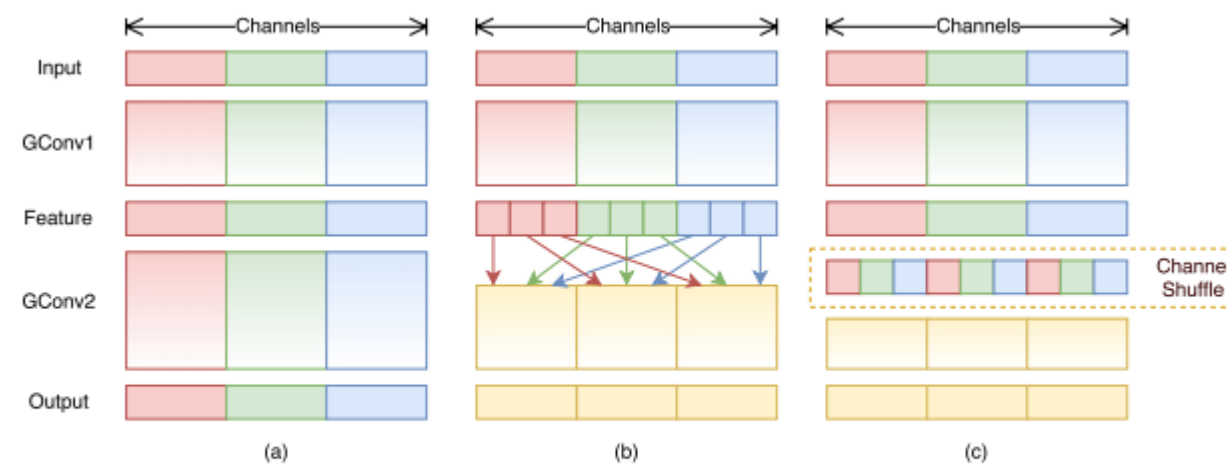 Channels Channels Channels
Input
GConv1
Feature
Channe
Shuffle
GConv2
Output
(a) (b) (c)